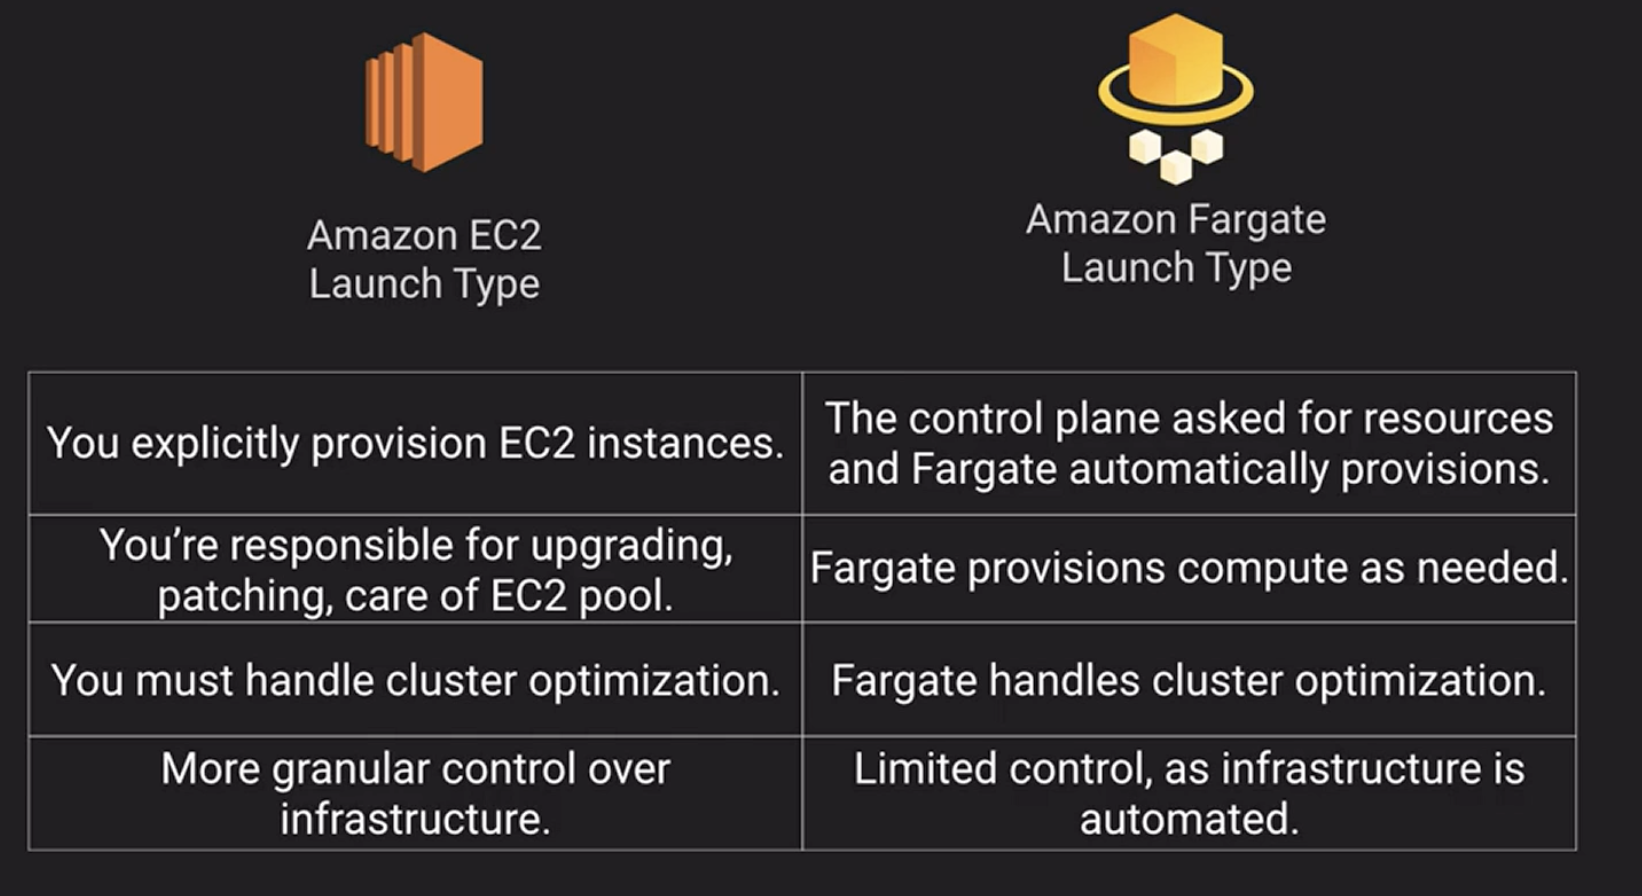 Amazon EC2
Launch Type
Amazon Fargate
Launch Type
You explicitly provision EC2 instances.
The control plane asked for resources
and Fargate automatically provisions.
You’re responsible for upgrading,
patching, care of EC2 pool.
Fargate provisions compute as needed.
You must handle cluster optimization.
Fargate handles cluster optimization.
More granular control over
infrastructure.
Limited control, as infrastructure is
automated.